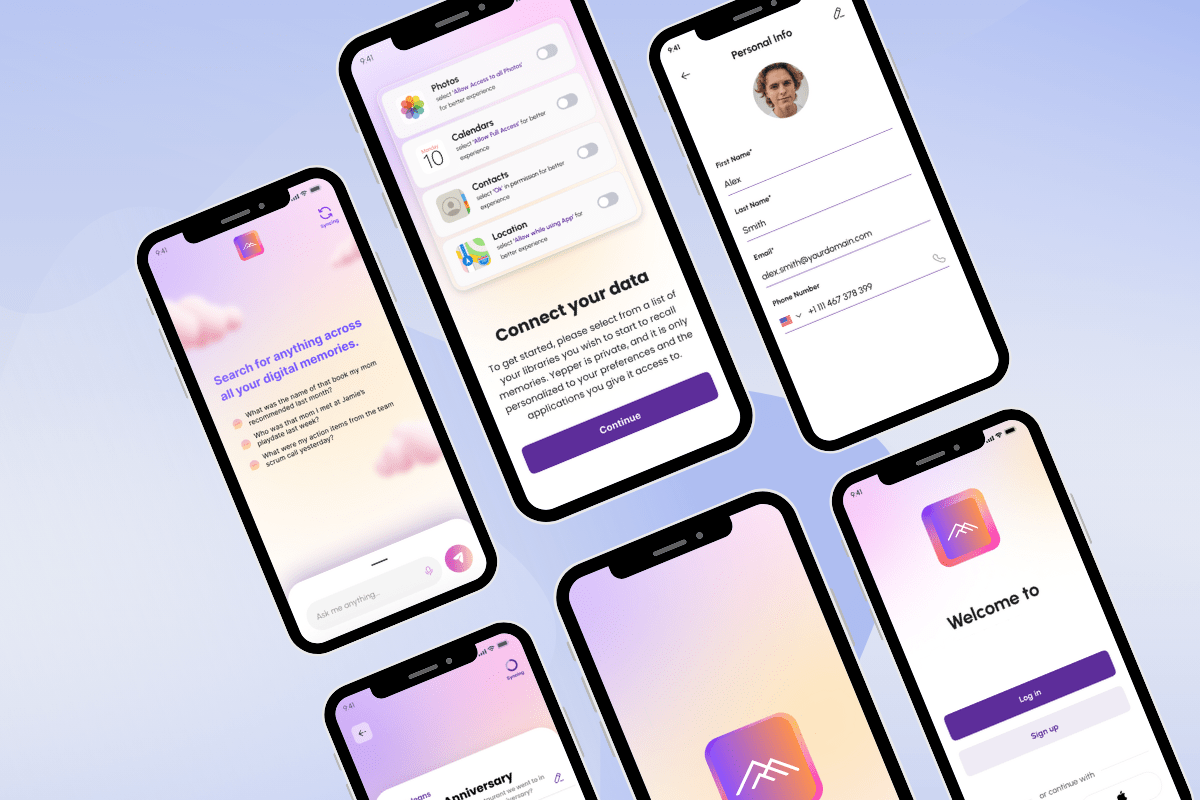 9:41
Syncing
Search for anything across
all your digital memories.
What was the name of that book my mom
recommended last month?
Who was that mom I met at Jamie's
playdate last week?
What were my action items from the team
scrum call yesterday?
Ask me anything...
9:41
Photos
select 'Allow Access to all Photos'
for better experience
Monday
10
Calendars
select 'Allow Full Access' for better
experience
Contacts
select 'Ok' in permission for better
experience
Location
select 'Allow while using App' for
better experience
Connect your data
To get started, please select from a list of
your libraries you wish to start to recall
memories. Yepper is private, and it is only
personalized to your preferences and the
applications you give it access to.
Continue
9:41
Personal Info
First Name*
Alex
Last Name*
Smith
Email*
alex.smith@yourdomain.com
Phone Number
+1 111 467 378 399
9:41
Syncing
Anniversary
we went to in
9:41
Welcome to
Log in
Sign up
or continue with